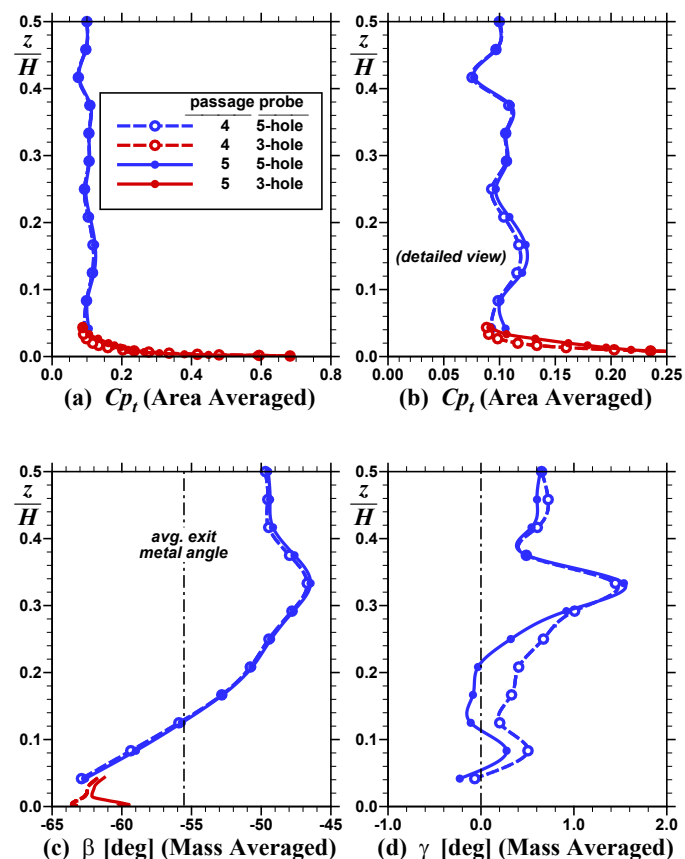 0.5
z
H
0.4
0.3
0.2
0.1
0.0
0.0 0.2 0.4 0.6 0.8
passage probe
4 5-hole
4 3-hole
5 5-hole
5 3-hole
(a) Cpt (Area Averaged)
0.5
z
H
0.4
0.3
0.2
0.1
0.0
0.00 0.05 0.10 0.15 0.20 0.25
(detailed view)
(b) Cpt (Area Averaged)
0.5
z
H
0.4
0.3
0.2
0.1
0.0
-65 -60 -55 -50 -45
avg. exit
metal angle
(c) β [deg] (Mass Averaged)
0.5
z
H
0.4
0.3
0.2
0.1
0.0
-1.0 0.0 1.0 2.0
(d) γ [deg] (Mass Averaged)